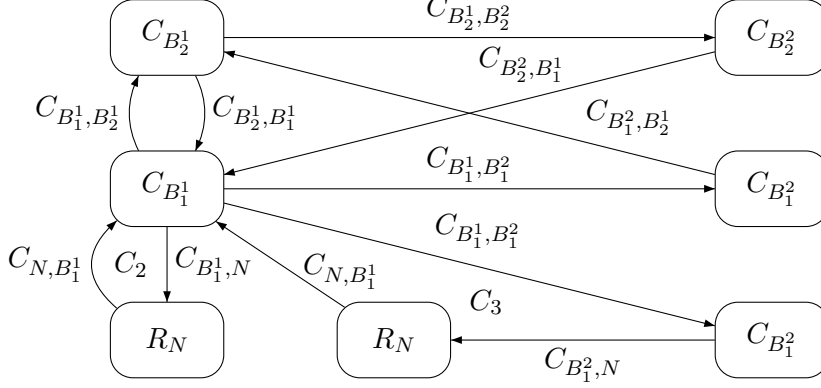 $C_{B_2^1,B_2^2}$
$C_{B_2^1}$ $C_{B_2^2}$
$C_{B_2^2,B_1^1}$
$C_{B_1^1,B_2^1}$ $C_{B_2^1,B_1^1}$ $C_{B_1^2,B_2^1}$
$C_{B_1^1,B_1^2}$
$C_{B_1^1}$ $C_{B_1^2}$
$C_{B_1^1,B_1^2}$
$C_{N,B_1^1}$ $C_2$ $C_{B_1^1,N}$ $C_{N,B_1^1}$
$C_3$
$R_N$ $R_N$ $C_{B_1^2}$
$C_{B_1^2,N}$